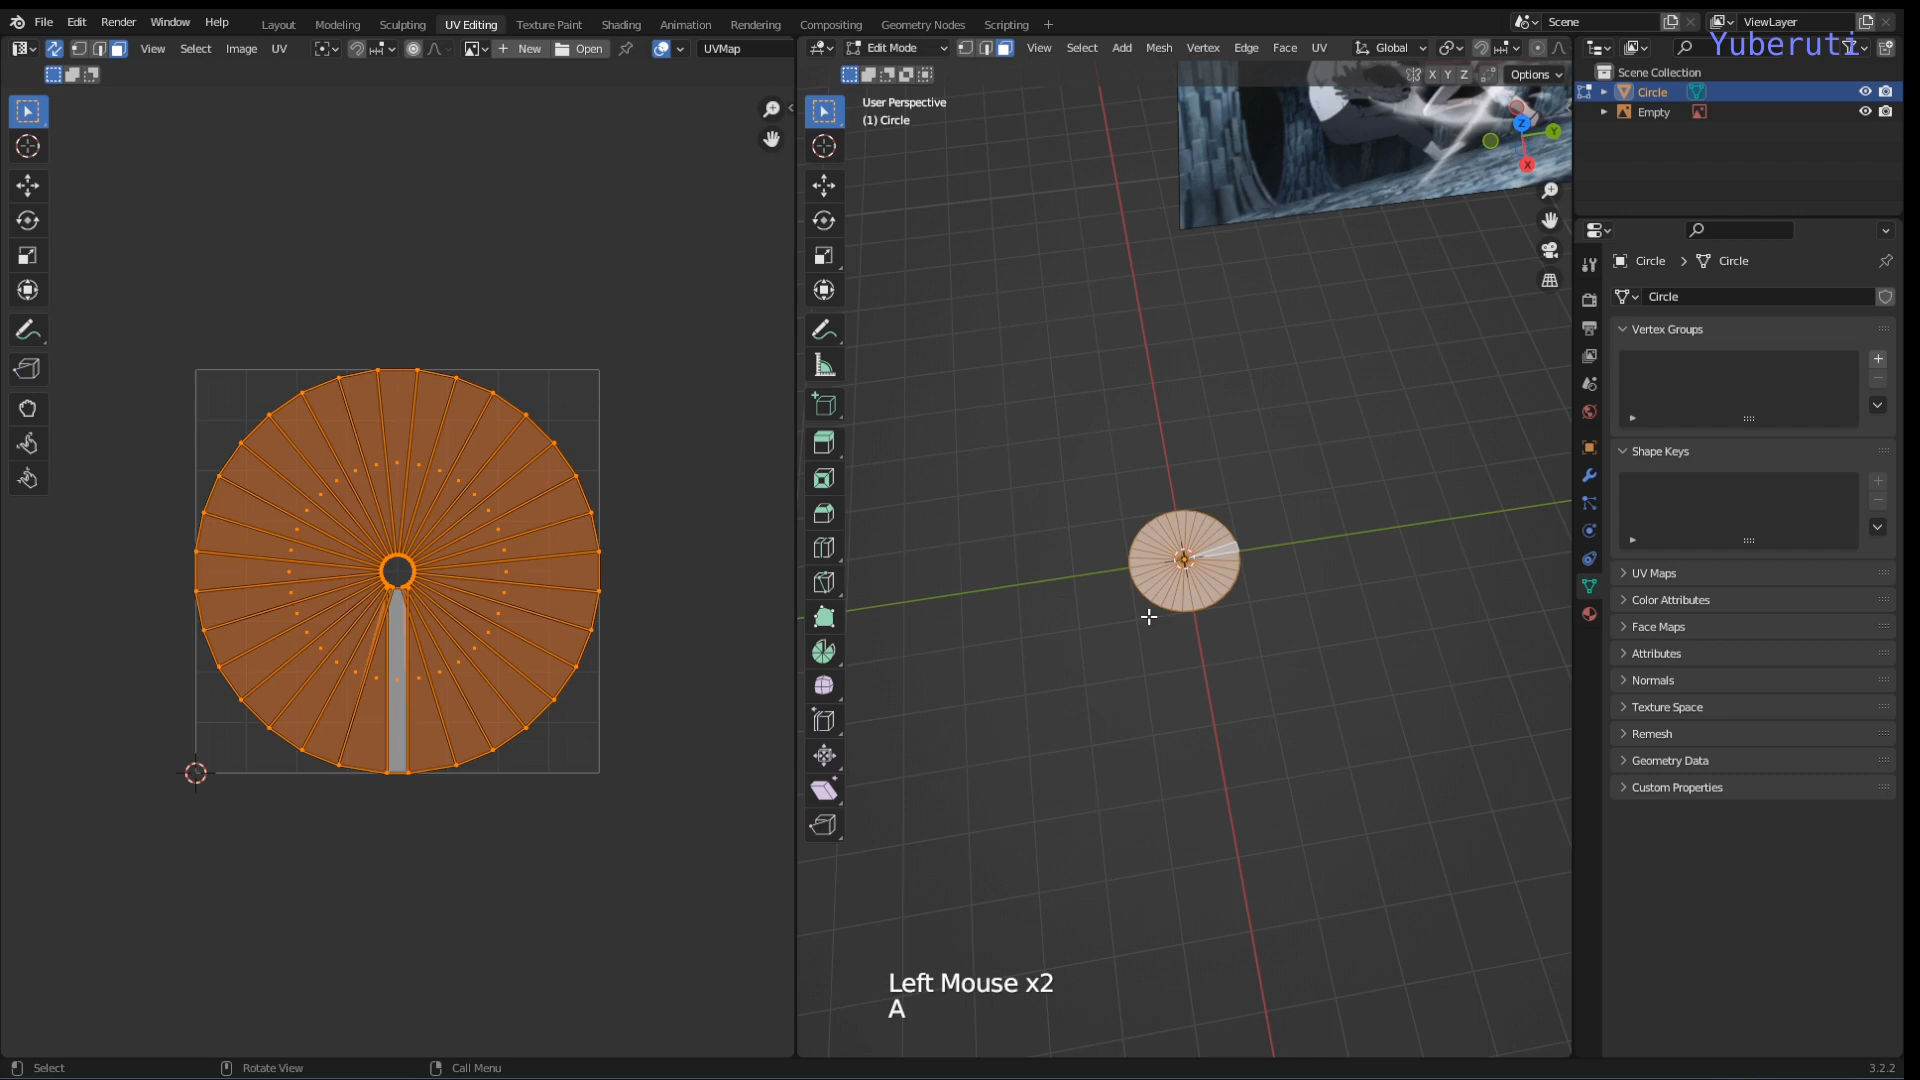 File Edit Render Window Help Layout Modeling Sculpting UV Editing Texture Paint Shading Animation Rendering Compositing Geometry Nodes Scripting + Scene ViewLayer
View Select Image UV New Open UVMap Edit Mode View Select Add Mesh Vertex Edge Face UV Global
Yuberuti
X Y Z Options
Scene Collection
Circle
Empty
User Perspective
(1) Circle
Z
Y
X
Circle > Circle
Circle
Vertex Groups
Shape Keys
UV Maps
Color Attributes
Face Maps
Attributes
Normals
Texture Space
Remesh
Geometry Data
Custom Properties
Left Mouse x2
A
Select Rotate View Call Menu 3.2.2